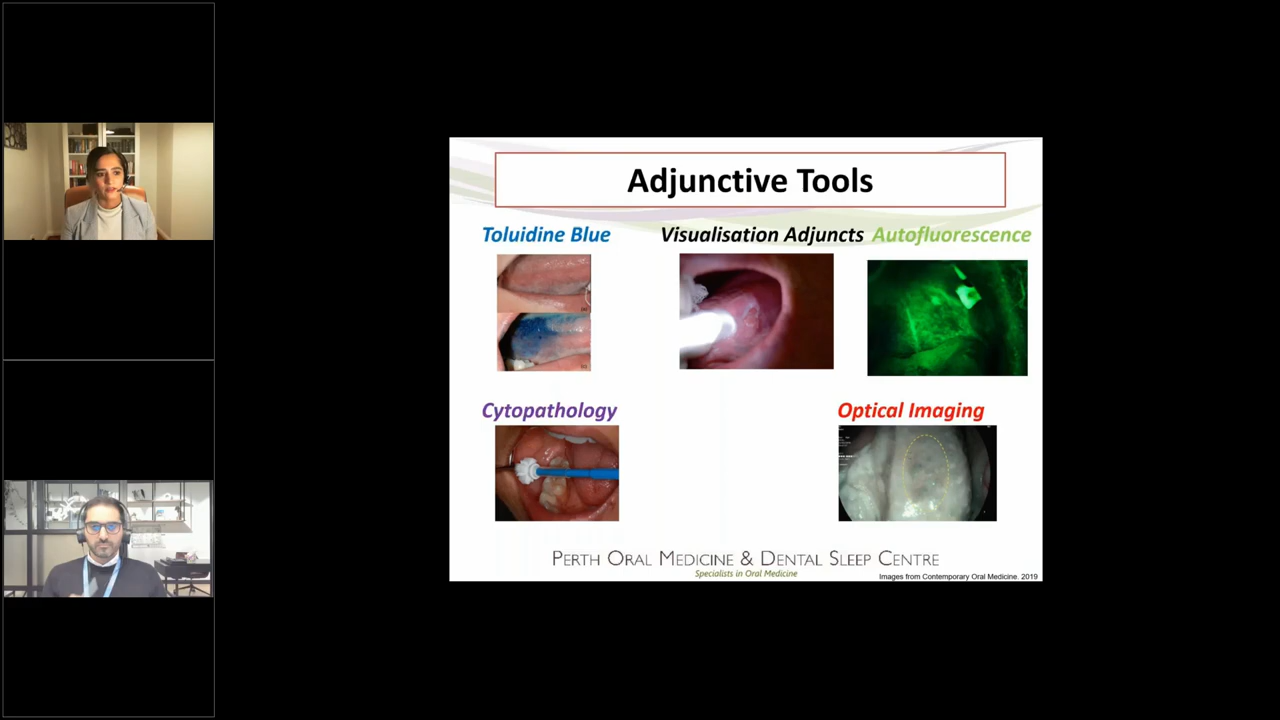 Adjunctive Tools
Toluidine Blue
Visualisation Adjuncts
Autofluorescence
Cytopathology
Optical Imaging
PERTH ORAL MEDICINE & DENTAL SLEEP CENTRE
Specialists in Oral Medicine
Images from Contemporary Oral Medicine. 2019